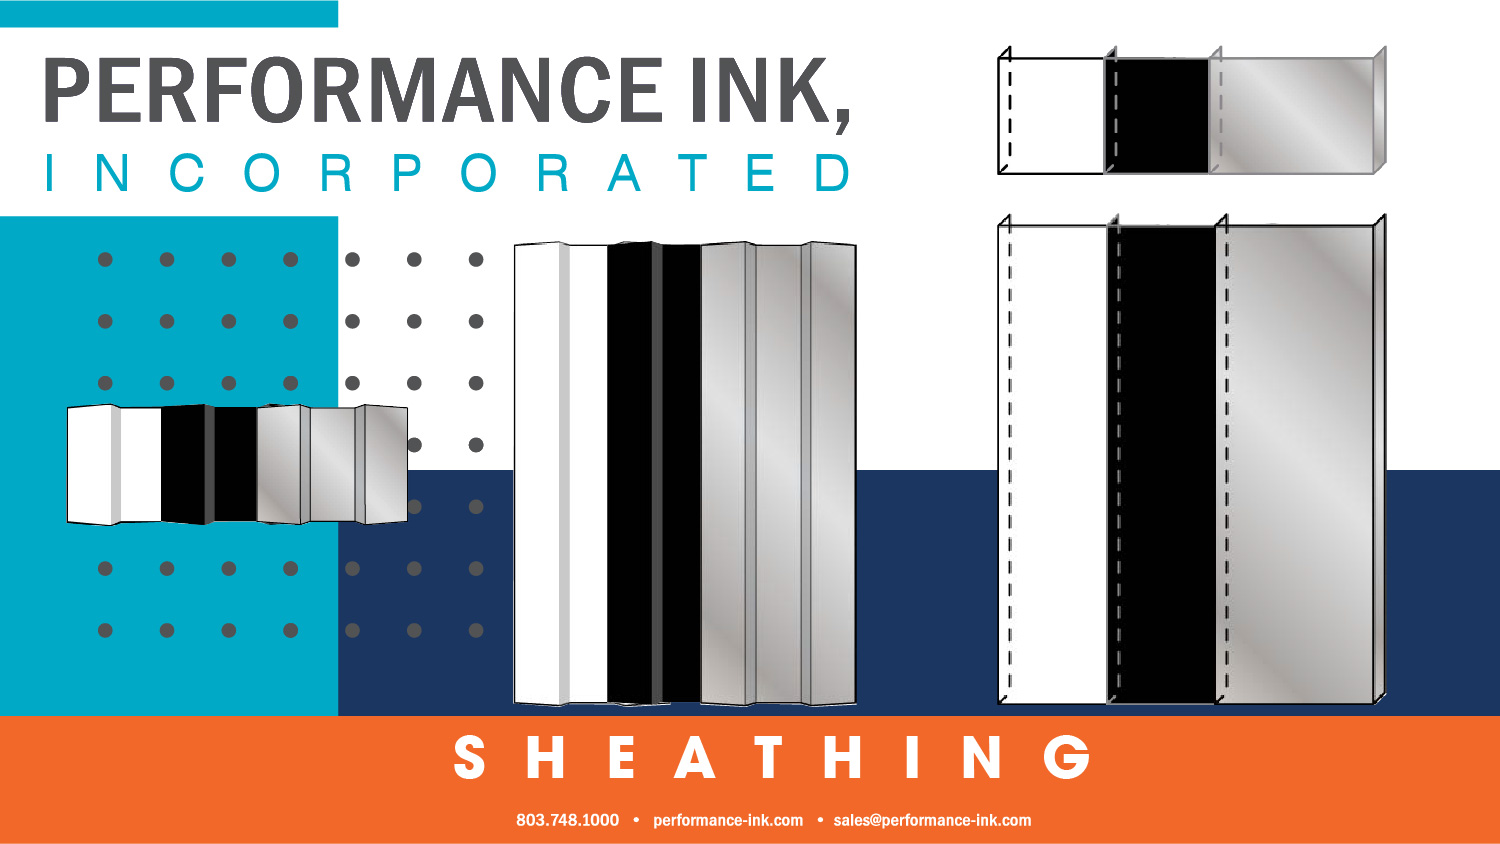 PERFORMANCE INK,
INCORPORATED
SHEATHING
803.748.1000 • performance-ink.com • sales@performance-ink.com